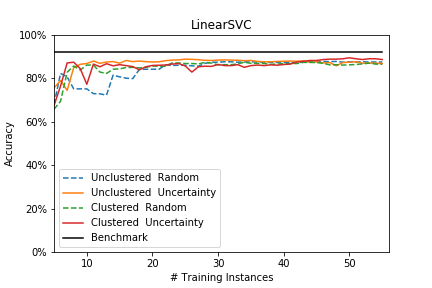 LinearSVC
100%
80%
60%
40%
20%
0%
Accuracy
Unclustered Random
Unclustered Uncertainty
Clustered Random
Clustered Uncertainty
Benchmark
10 20 30 40 50
# Training Instances